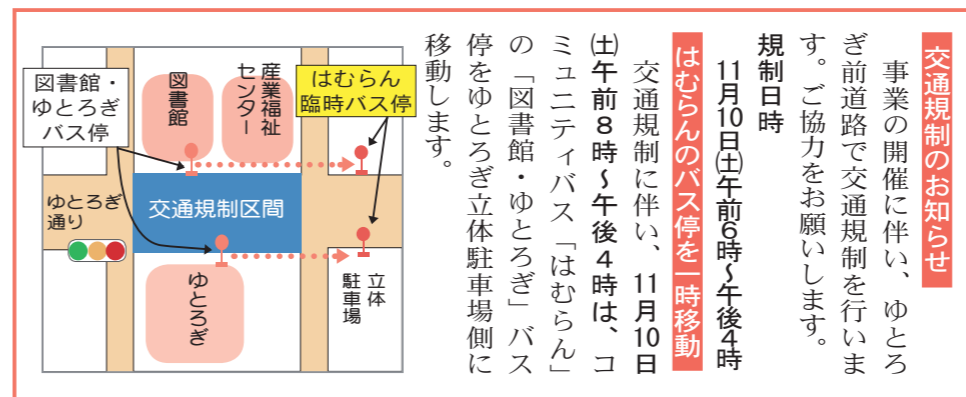 交通規制のお知らせ
事業の開催に伴い、ゆとろ
ぎ前道路で交通規制を行いま
す。ご協力をお願いします。
規制日時
11月10日㈯午前6時～午後4時
はむらんのバス停を一時移動
交通規制に伴い、11月10日
㈯午前8時～午後4時は、コ
ミュニティバス「はむらん」
の「図書館・ゆとろぎ」バス
停をゆとろぎ立体駐車場側に
移動します。
図書館・
ゆとろぎ
バス停
図書館
産業福祉
センター
はむらん
臨時バス停
ゆとろぎ
通り
交通規制区間
ゆとろぎ
立体
駐車場